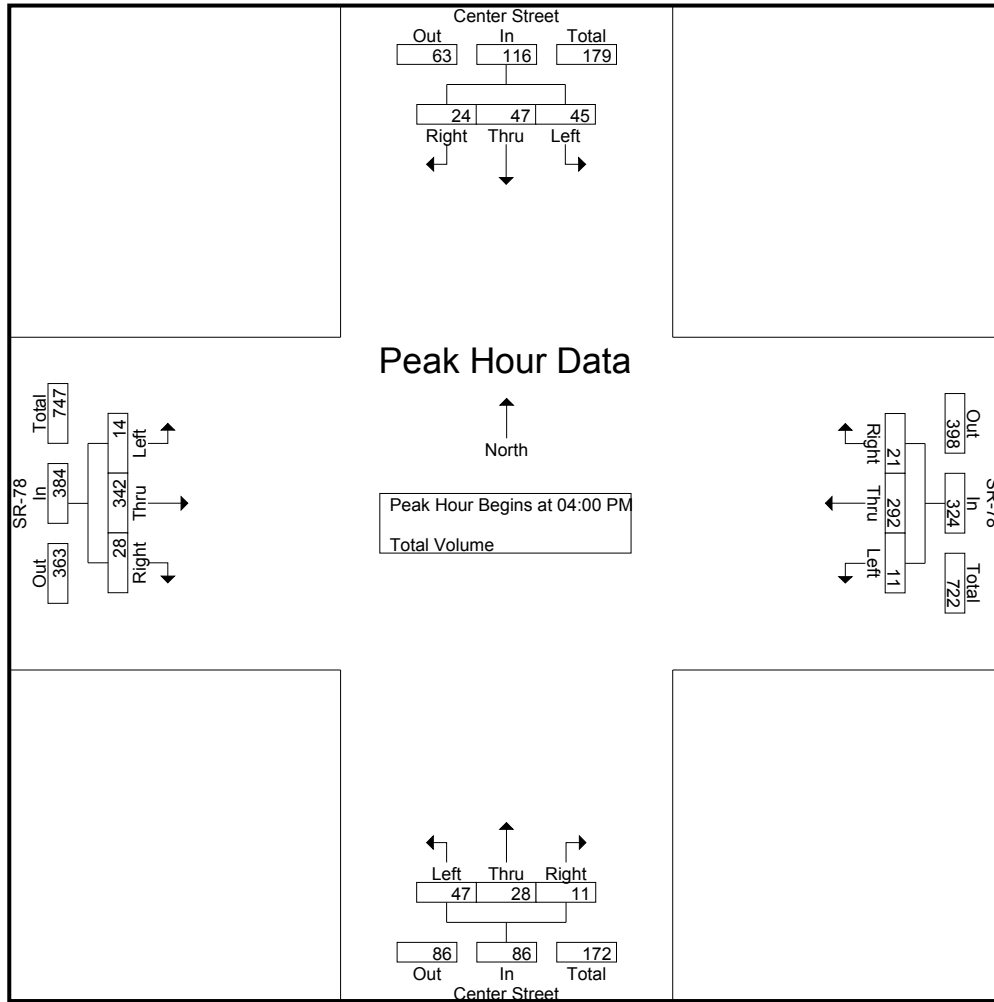 Center Street
Out In Total
63 116 179
24 47 45
Right Thru Left
Peak Hour Data
North
Peak Hour Begins at 04:00 PM
Total Volume
SR-78
Total In Out
747 384 363
14 342 28
Left Thru Right
Right Thru Left
21 292 11
398 324 722
Out In Total
SR-78
Left Thru Right
47 28 11
86 86 172
Out In Total
Center Street